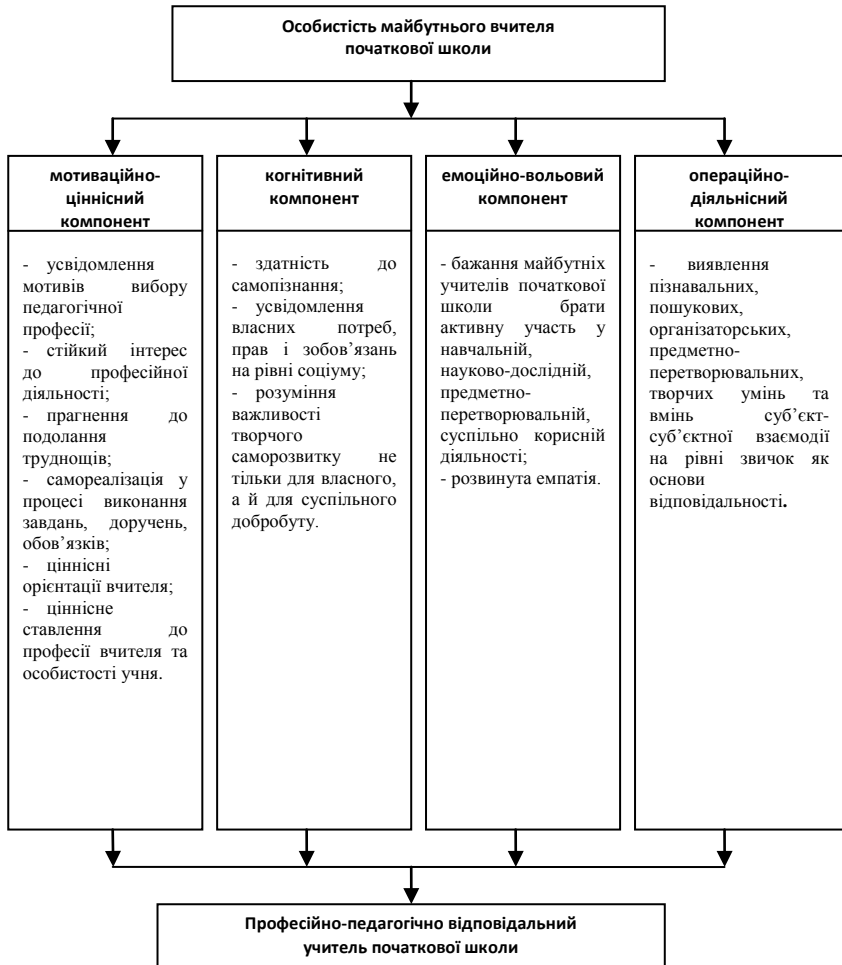 Особистість майбутнього вчителя
початкової школи
мотиваційно-
ціннісний
компонент
- усвідомлення
мотивів вибору
педагогічної
професії;
- стійкий інтерес
до професійної
діяльності;
- прагнення до
подолання
труднощів;
- самореалізація у
процесі виконання
завдань, доручень,
обов’язків;
- ціннісні
орієнтації вчителя;
- ціннісне
ставлення до
професії вчителя та
особистості учня.
когнітивний
компонент
- здатність до
самопізнання;
- усвідомлення
власних потреб,
прав і зобов’язань
на рівні соціуму;
- розуміння
важливості
творчого
саморозвитку не
тільки для власного,
а й для суспільного
добробуту.
емоційно-вольовий
компонент
- бажання майбутніх
учителів початкової
школи брати
активну участь у
навчальній,
науково-дослідній,
предметно-
перетворювальній,
суспільно корисній
діяльності;
- розвинута емпатія.
операційно-
діяльнісний
компонент
- виявлення
пізнавальних,
пошукових,
організаторських,
предметно-
перетворювальних,
творчих умінь та
вмінь суб’єкт-
суб’єктної взаємодії
на рівні звичок як
основи
відповідальності.
Професійно-педагогічно відповідальний
учитель початкової школи